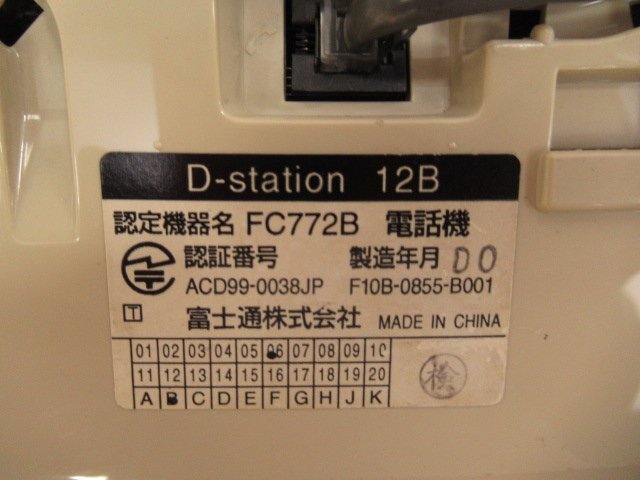 D-station 12B
認定機器名 FC772B 電話機
認証番号 製造年月 DO
ACD99-0038JP F10B-0855-B001
T 富士通株式会社 MADE IN CHINA
01 02 03 04 05 06 07 08 09 10
11 12 13 14 15 16 17 18 19 20
A B C D E F G H J K
検